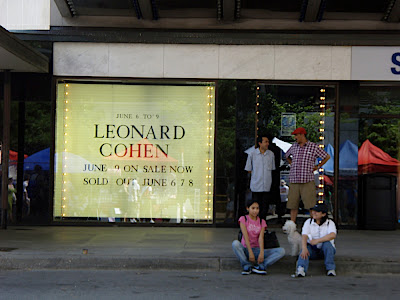 JUNE 6 TO 9
LEONARD
COHEN
JUNE 9 ON SALE NOW
SOLD OUT JUNE 6 7 8
S